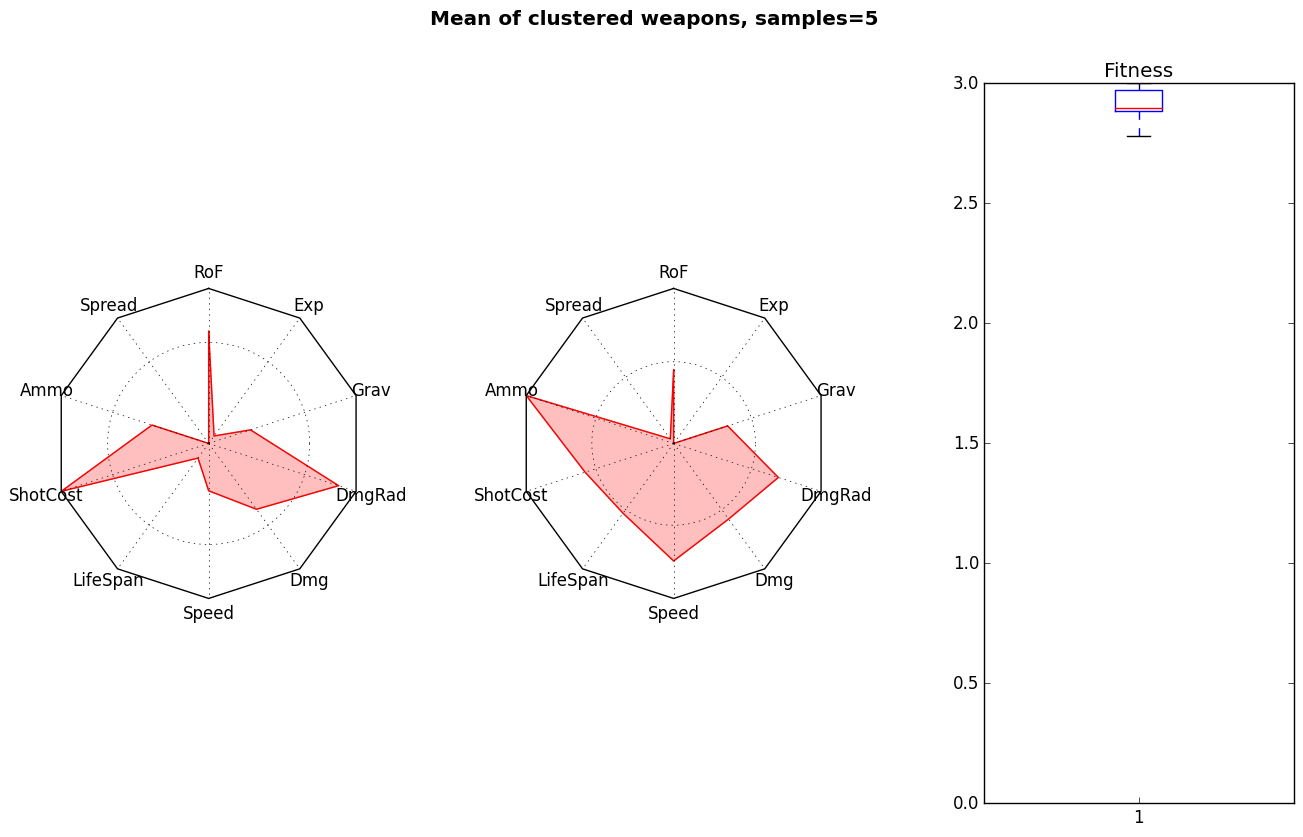 Mean of clustered weapons, samples=5
RoF
Spread
Exp
Ammo
Grav
ShotCost
DmgRad
LifeSpan
Dmg
Speed
RoF
Spread
Exp
Ammo
Grav
ShotCost
DmgRad
LifeSpan
Dmg
Speed
Fitness
3.0
2.5
2.0
1.5
1.0
0.5
0.0
1